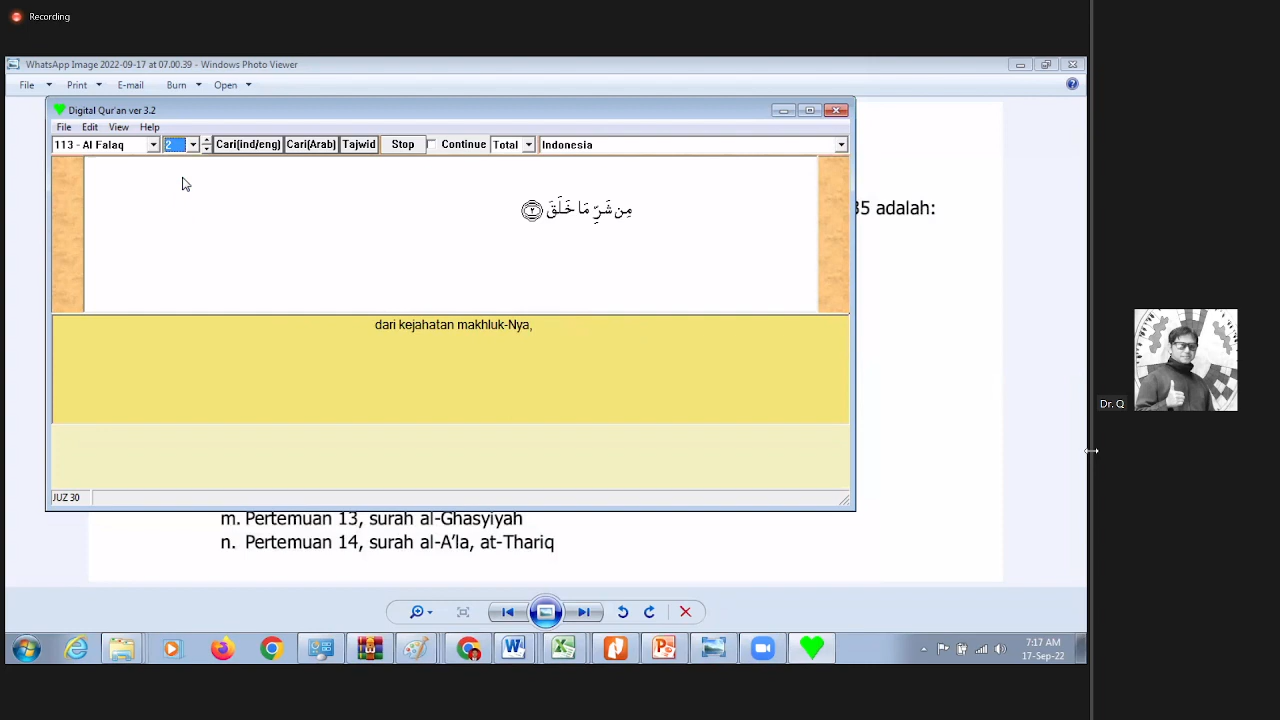 Recording
WhatsApp Image 2022-09-17 at 07.00.39 - Windows Photo Viewer
File Print E-mail Burn Open
Digital Qur'an ver 3.2
File Edit View Help
113 - Al Falaq 2 Cari(ind/eng) Cari(Arab) Tajwid Stop Continue Total Indonesia
مِن شَرِّ مَا خَلَقَ ﴿٢﴾
35 adalah:
dari kejahatan makhluk-Nya,
Dr. Q
JUZ 30
m. Pertemuan 13, surah al-Ghasyiyah
n. Pertemuan 14, surah al-A'la, at-Thariq
7:17 AM
17-Sep-22